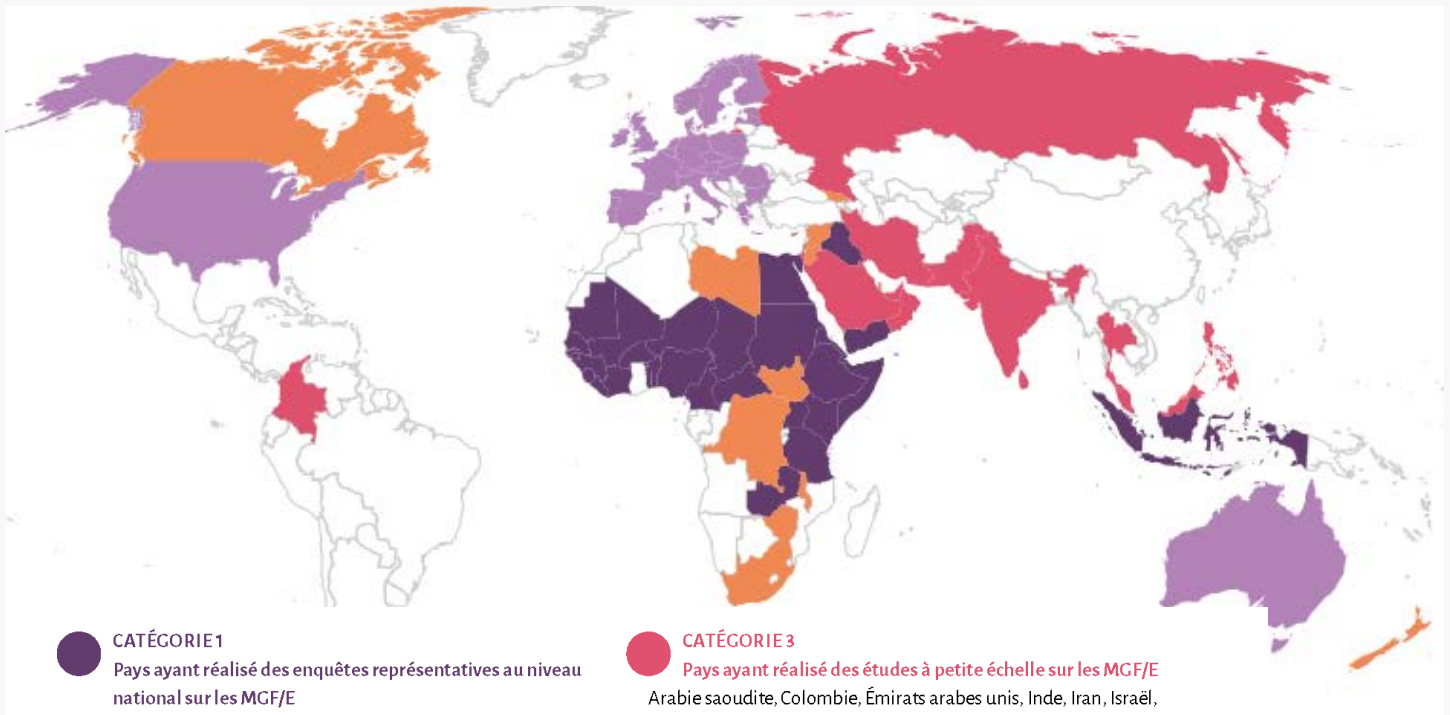 CATÉGORIE 1
Pays ayant réalisé des enquêtes représentatives au niveau
national sur les MGF/E
CATÉGORIE 3
Pays ayant réalisé des études à petite échelle sur les MGF/E
Arabie saoudite, Colombie, Émirats arabes unis, Inde, Iran, Israël,